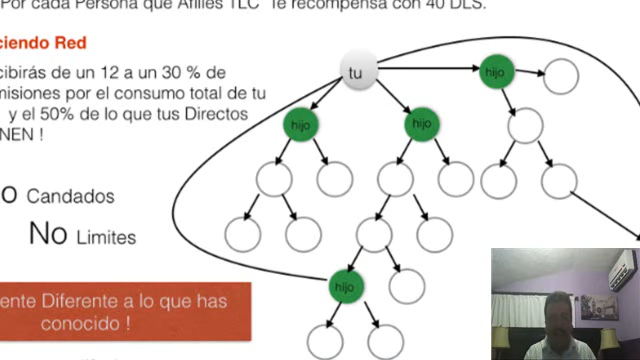 Por cada Persona que Afilies TLC Te recompensa con 40 DLS.
ciendo Red
cibirás de un 12 a un 30 % de
misiones por el consumo total de tu
y el 50% de lo que tus Directos
NEN !
o Candados
No Limites
ente Diferente a lo que has
conocido !
tu
hijo
hijo
hijo
hijo